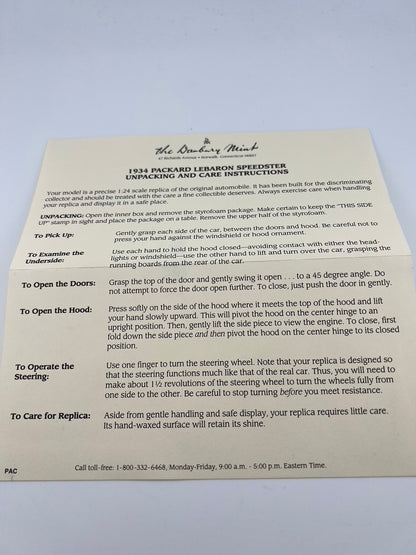 the Danbury Mint
47 Richards Avenue • Norwalk, Connecticut 06857
1934 PACKARD LEBARON SPEEDSTER
UNPACKING AND CARE INSTRUCTIONS
Your model is a precise 1:24 scale replica of the original automobile. It has been built for the discriminating
collector and should be treated with the care a fine collectible deserves. Always exercise care when handling
your replica and display it in a safe place.
UNPACKING: Open the inner box and remove the styrofoam package. Make certain to keep the "THIS SIDE
UP" stamp in sight and place the package on a table. Remove the upper half of the styrofoam.
To Pick Up: Gently grasp each side of the car, between the doors and hood. Be careful not to
press your hand against the windshield or hood ornament.
To Examine the Use each hand to hold the hood closed—avoiding contact with either the head-
Underside: lights or windshield—use the other hand to lift and turn over the car, grasping the
running boards from the rear of the car.
To Open the Doors: Grasp the top of the door and gently swing it open . . . to a 45 degree angle. Do
not attempt to force the door open further. To close, just push the door in gently.
To Open the Hood: Press softly on the side of the hood where it meets the top of the hood and lift
your hand slowly upward. This will pivot the hood on the center hinge to an
upright position. Then, gently lift the side piece to view the engine. To close, first
fold down the side piece and then pivot the hood on the center hinge to its closed
position.
To Operate the Use one finger to turn the steering wheel. Note that your replica is designed so
Steering: that the steering functions much like that of the real car. Thus, you will need to
make about 1½ revolutions of the steering wheel to turn the wheels fully from
one side to the other. Be careful to stop turning before you meet resistance.
To Care for Replica: Aside from gentle handling and safe display, your replica requires little care.
Its hand-waxed surface will retain its shine.
PAC
Call toll-free: 1-800-332-6468, Monday-Friday, 9:00 a.m. - 5:00 p.m. Eastern Time.